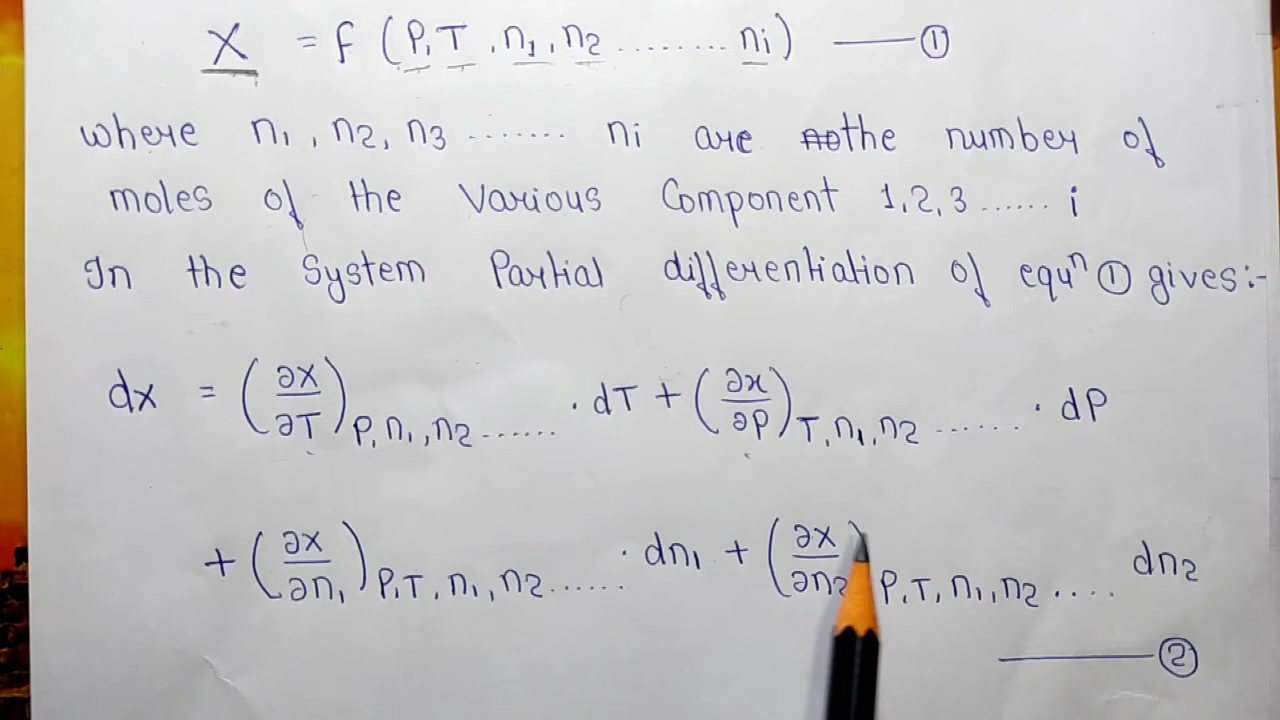 X = f (P, T, n1, n2 ........ ni) —— ①
where n1, n2, n3 ....... ni are the number of
moles of the Various Component 1, 2, 3 ...... i
In the System Partial differentiation of equⁿ ① gives:-
dx = (∂X/∂T)P, n1, n2 ...... . dT + (∂x/∂P)T, n1, n2 ...... . dP
+ (∂X/∂n1)P, T, n1, n2 ...... . dn1 + (∂X/∂n2)P, T, n1, n2 .... dn2
—— ②